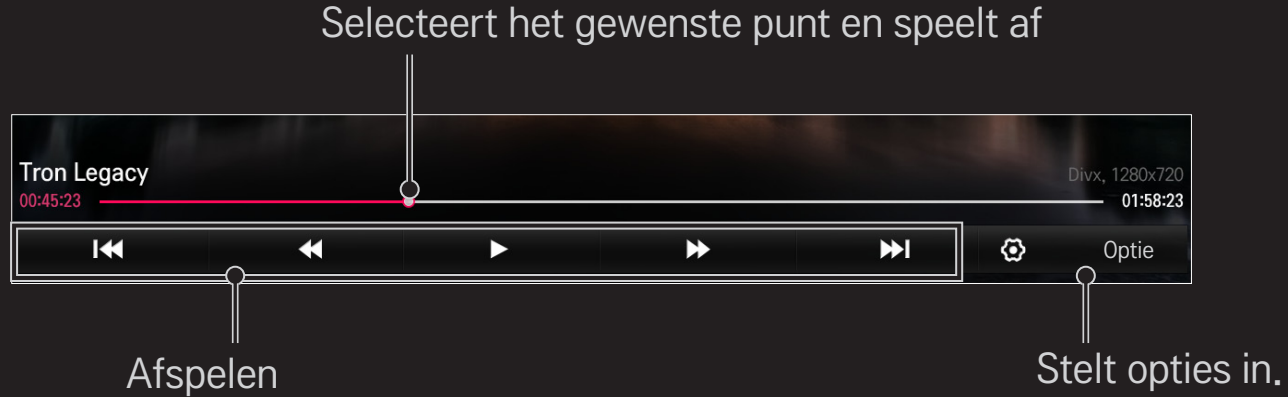 Selecteert het gewenste punt en speelt af
Tron Legacy
Divx, 1280x720
00:45:23
01:58:23
Optie
Afspelen
Stelt opties in.